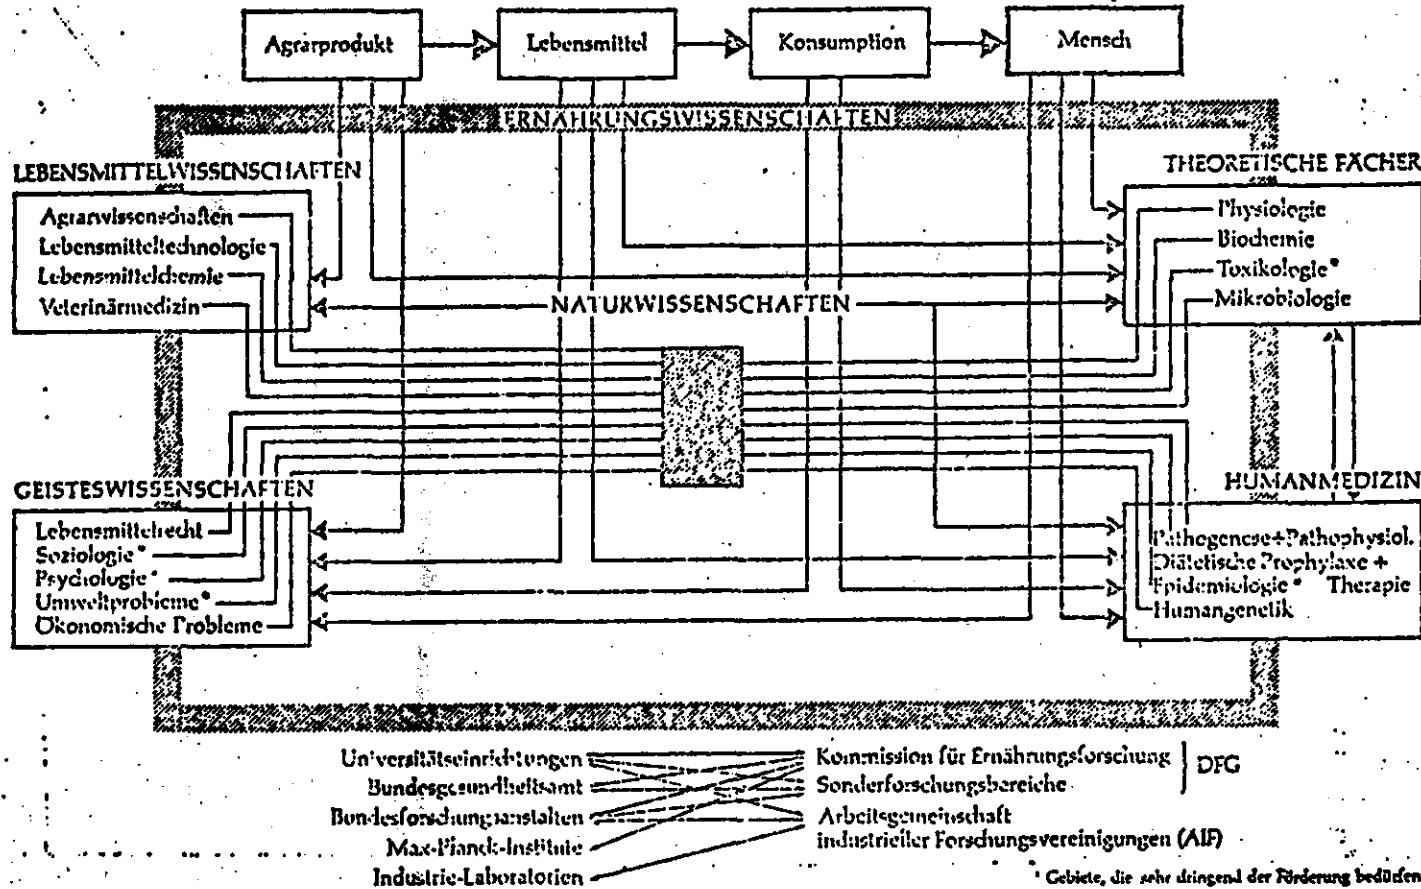 Agrarprodukt
Lebensmittel
Konsumption
Mensch
ERNÄHRUNGSWISSENSCHAFTEN
LEBENSMITTELWISSENSCHAFTEN
Agrarwissenschaften
Lebensmitteltechnologie
Lebensmittelchemie
Veterinärmedizin
THEORETISCHE FÄCHER
Physiologie
Biochemie
Toxikologie*
Mikrobiologie
NATURWISSENSCHAFTEN
GEISTESWISSENSCHAFTEN
Lebensmittelrecht
Soziologie*
Psychologie*
Umweltprobleme*
Ökonomische Probleme
HUMANMEDIZIN
Pathogenese+Pathophysiol.
Diätetische Prophylaxe +
Epidemiologie* Therapie
Humangenetik
Universitätseinrichtungen
Bundesgesundheitsamt
Bundesforschungsanstalten
Max-Planck-Institute
Industrie-Laboratorien
Kommission für Ernährungsforschung
Sonderforschungsbereiche
DFG
Arbeitsgemeinschaft
industrieller Forschungsvereinigungen (AIF)
* Gebiete, die sehr dringend der Förderung bedürfen